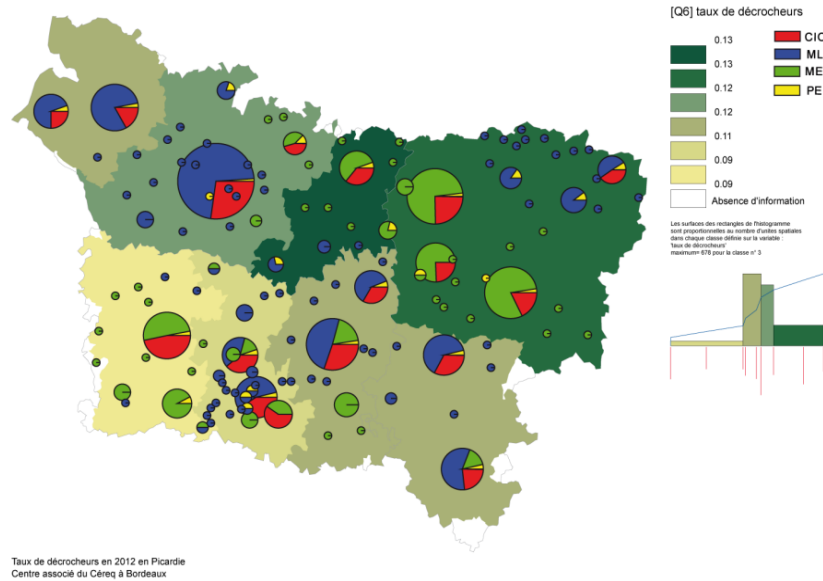 [Q6] taux de décrocheurs
0.13
0.13
0.12
0.12
0.11
0.09
0.09
Absence d'information
CIO
ML
PE
Les surfaces des rectangles de l'histogramme
sont proportionnelles au nombre d'unités spatiales
dans chaque classe définie sur la variable :
'taux de décrocheurs'
maximum= 678 pour la classe n° 3
Taux de décrocheurs en 2012 en Picardie
Centre associé du Céreq à Bordeaux